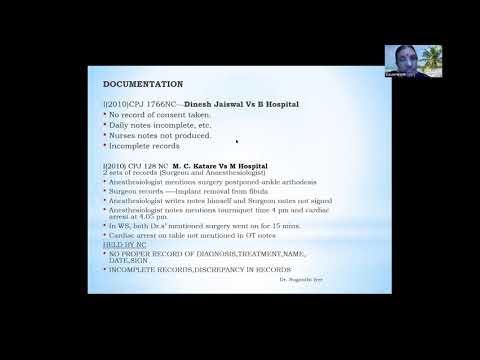 DOCUMENTATION
I(2010)CPJ 1766NC—Dinesh Jaiswal Vs B Hospital
• No record of consent taken.
• Daily notes incomplete, etc.
• Nurses notes not produced.
• Incomplete records
I(2010) CPJ 128 NC M. C. Katare Vs M Hospital
2 sets of records (Surgeon and Anaesthesiologist)
• Anesthesiologist mentions surgery postponed-ankle arthodesis
• Surgeon records ----Implant removal from fibula
• Anesthesiologist writes notes himself and Surgeon notes not signed
• Anesthesiologist notes mentions tourniquet time 4 pm and cardiac
arrest at 4.05 pm.
• In WS, both Dr.s' mentioned surgery went on for 15 mins.
• Cardiac arrest on table not mentioned in OT notes
HELD BY NC
• NO PROPER RECORD OF DIAGNOSIS,TREATMENT,NAME,
DATE,SIGN
• INCOMPLETE RECORDS,DISCREPANCY IN RECORDS
Dr. Sugandhi Iyer